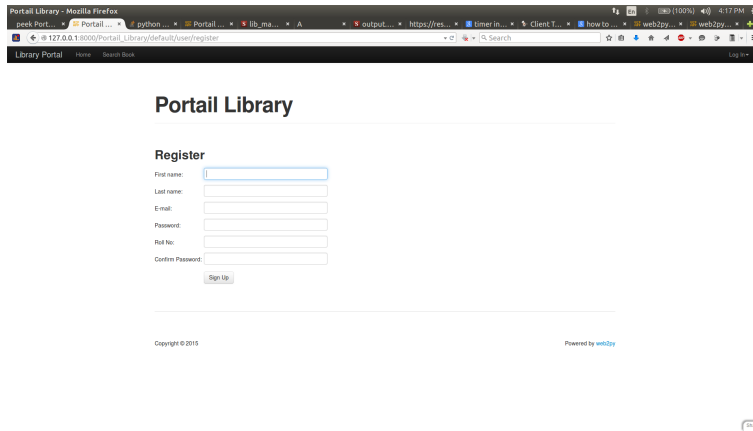 Portail Library - Mozilla Firefox En (100%) 4:17 PM
peek Port... Portail ... python ... Portail ... lib_ma... A output.... https://res... timer in... Client T... how to ... web2py... web2py...
127.0.0.1:8000/Portail_Library/default/user/register Search
Library Portal Home Search Book Log In
Portail Library
Register
First name:
Last name:
E-mail:
Password:
Roll No:
Confirm Password:
Sign Up
Copyright © 2015 Powered by web2py